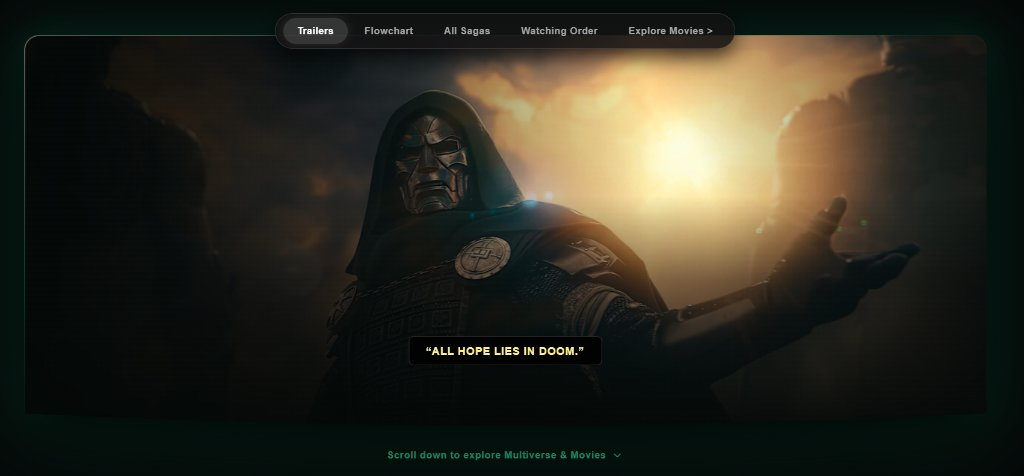 Trailers
Flowchart
All Sagas
Watching Order
Explore Movies >
“ALL HOPE LIES IN DOOM.”
Scroll down to explore Multiverse & Movies